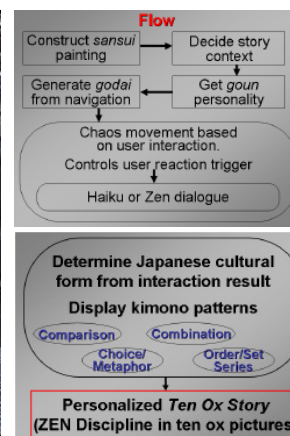 Flow
Construct sansui
painting
Decide story
context
Generate godai
from navigation
Get goun
personality
Chaos movement based
on user interaction.
Controls user reaction trigger
Haiku or Zen dialogue
Determine Japanese cultural
form from interaction result
Display kimono patterns
Comparison
Combination
Choice/
Metaphor
Order/Set
Series
Personalized Ten Ox Story
(ZEN Discipline in ten ox pictures